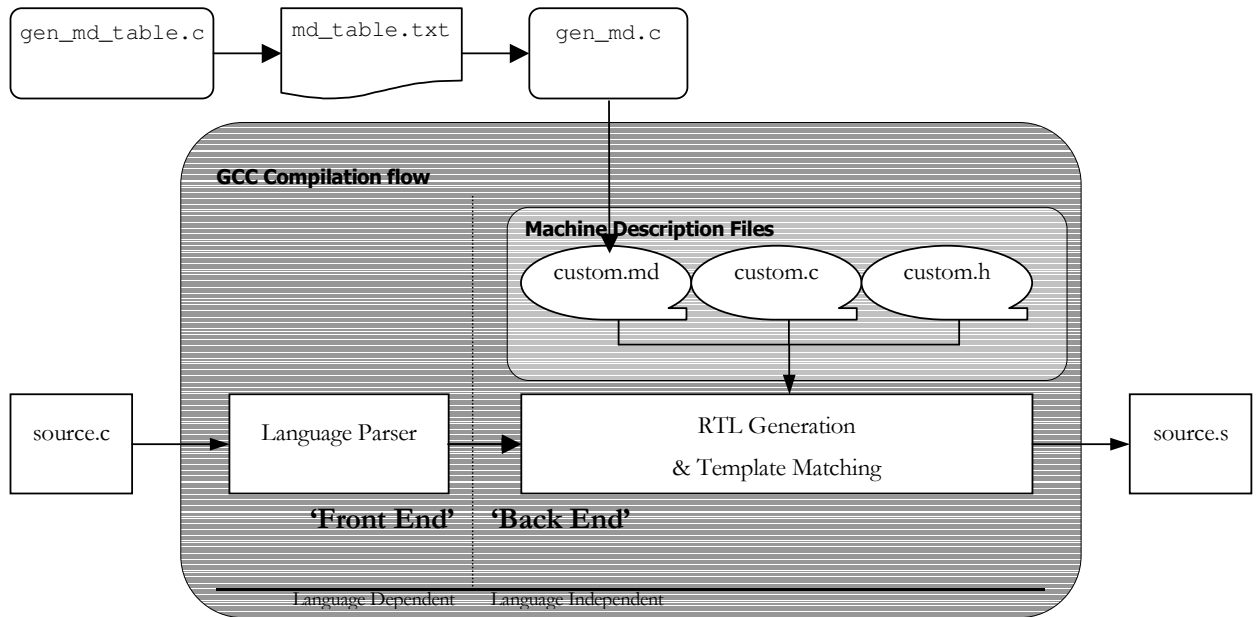 gen_md_table.c
md_table.txt
gen_md.c
GCC Compilation flow
Machine Description Files
custom.md
custom.c
custom.h
source.c
Language Parser
RTL Generation
& Template Matching
source.s
‘Front End’
‘Back End’
Language Dependent
Language Independent